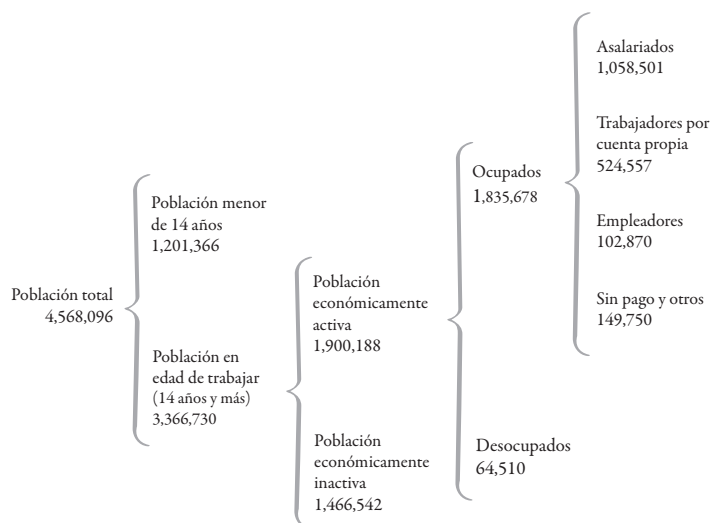 Población total
4,568,096
Población menor
de 14 años
1,201,366
Población en
edad de trabajar
(14 años y más)
3,366,730
Población
económicamente
activa
1,900,188
Población
económicamente
inactiva
1,466,542
Ocupados
1,835,678
Desocupados
64,510
Asalariados
1,058,501
Trabajadores por
cuenta propia
524,557
Empleadores
102,870
Sin pago y otros
149,750